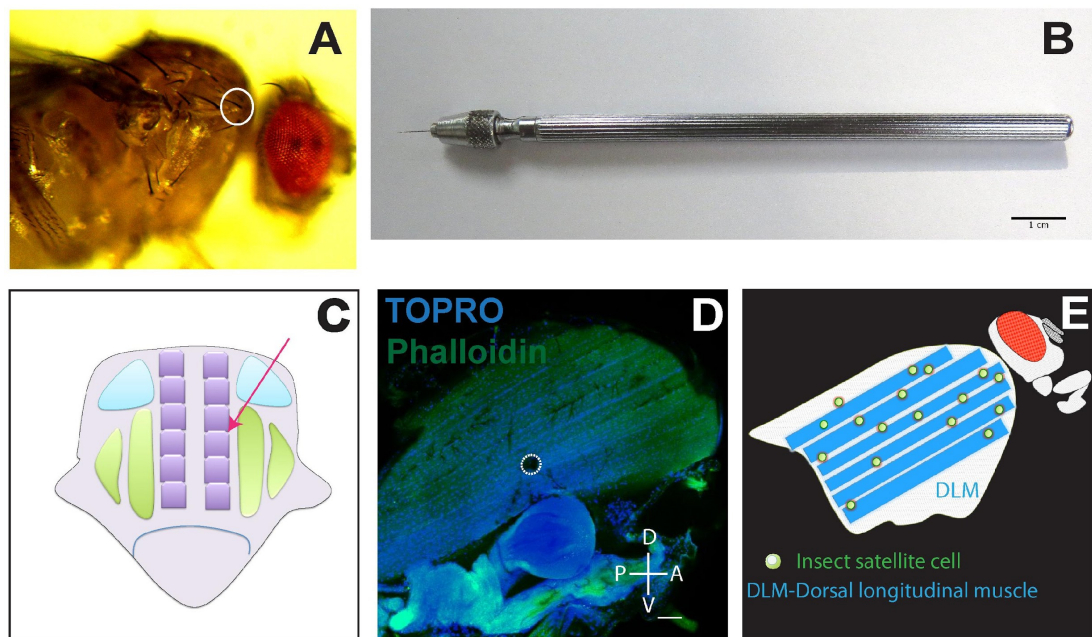 A
B
1 cm
C
TOPRO
Phalloidin
D
D
P
A
V
E
DLM
Insect satellite cell
DLM-Dorsal longitudinal muscle